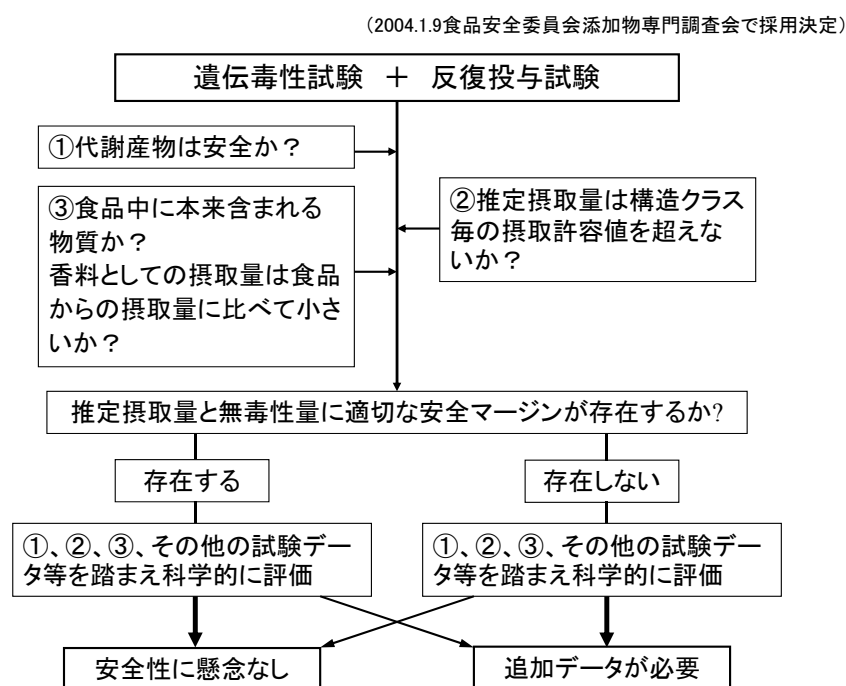 （2004.1.9食品安全委員会添加物専門調査会で採用決定）
遺伝毒性試験　＋　反復投与試験
①代謝産物は安全か？
③食品中に本来含まれる
物質か？
香料としての摂取量は食品
からの摂取量に比べて小さ
いか？
②推定摂取量は構造クラス
毎の摂取許容値を超えな
いか？
推定摂取量と無毒性量に適切な安全マージンが存在するか?
存在する
存在しない
①、②、③、その他の試験デー
タ等を踏まえ科学的に評価
①、②、③、その他の試験デー
タ等を踏まえ科学的に評価
安全性に懸念なし
追加データが必要